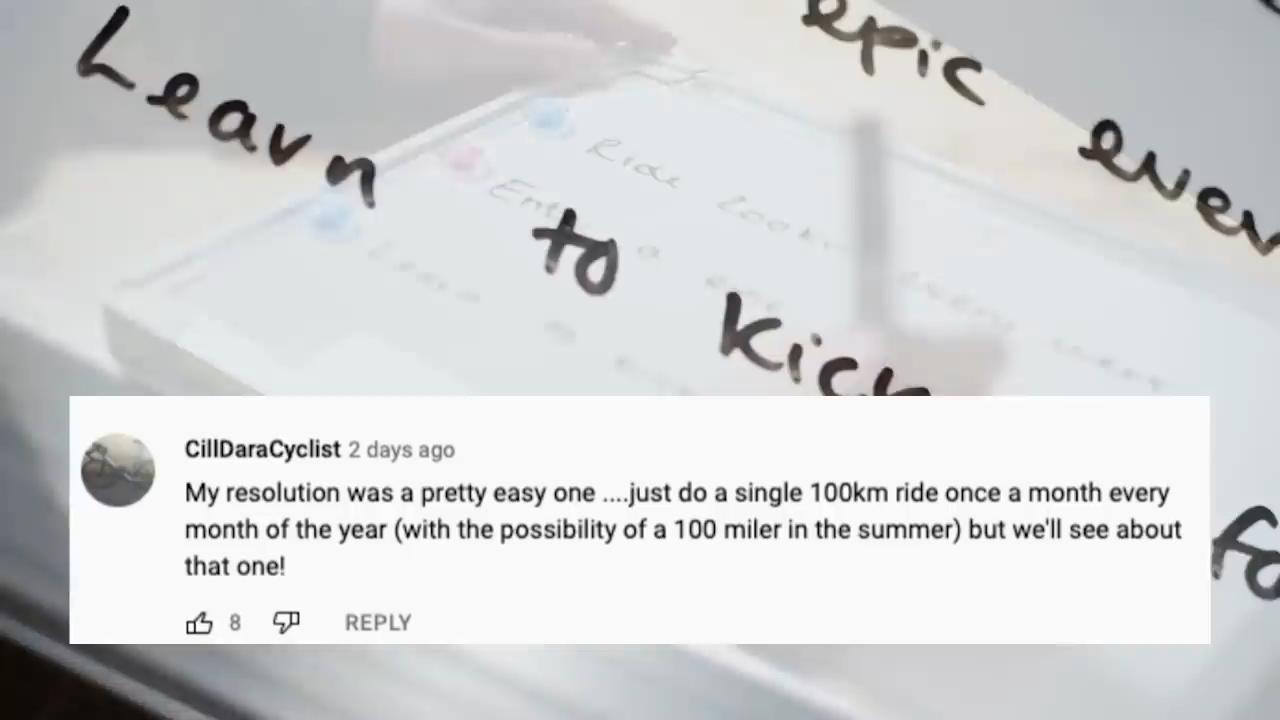 epic
Learn to kick
CillDaraCyclist 2 days ago
My resolution was a pretty easy one ....just do a single 100km ride once a month every
month of the year (with the possibility of a 100 miler in the summer) but we'll see about
that one!
8 REPLY
Ride